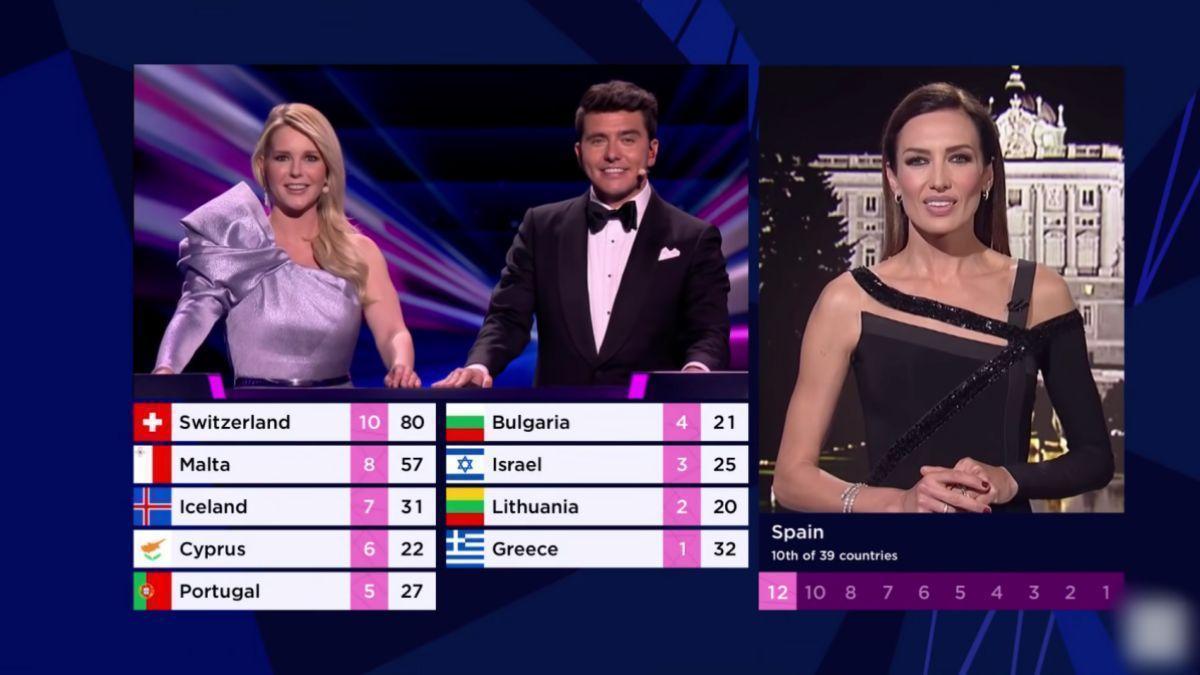 Switzerland 10 80
Malta 8 57
Iceland 7 31
Cyprus 6 22
Portugal 5 27
Bulgaria 4 21
Israel 3 25
Lithuania 2 20
Greece 1 32
Spain
10th of 39 countries
12 10 8 7 6 5 4 3 2 1